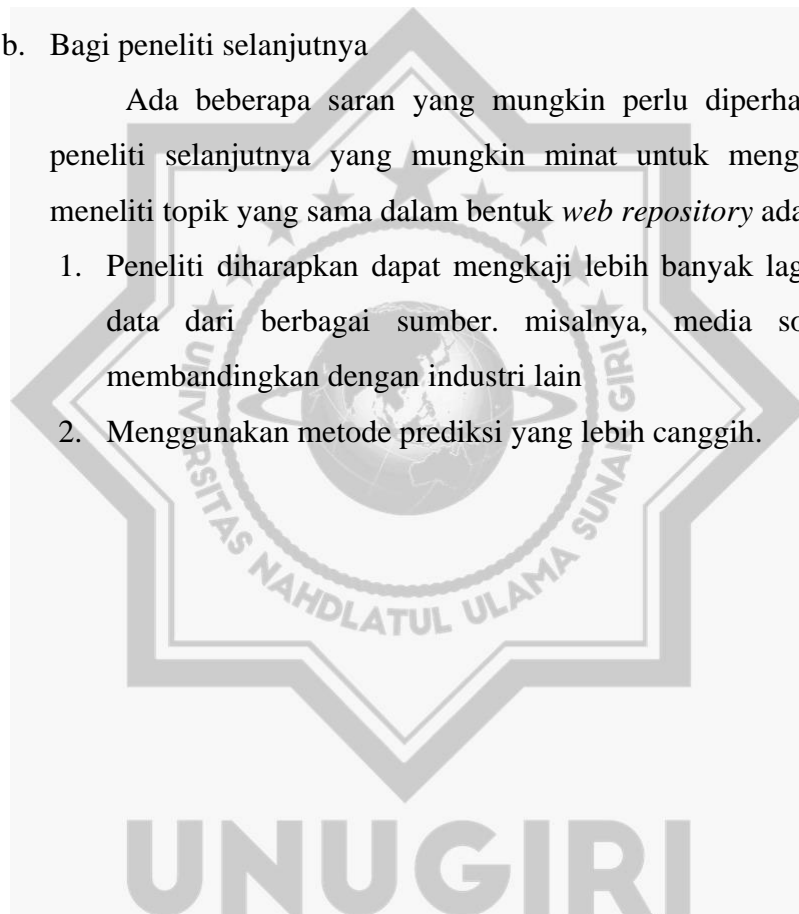 b. Bagi peneliti selanjutnya
Ada beberapa saran yang mungkin perlu diperha
peneliti selanjutnya yang mungkin minat untuk meng
meneliti topik yang sama dalam bentuk web repository ada
1. Peneliti diharapkan dapat mengkaji lebih banyak lag
data dari berbagai sumber. misalnya, media so
membandingkan dengan industri lain
2. Menggunakan metode prediksi yang lebih canggih.
UNIVERSITAS NAHDLATUL ULAMA SUNAN GIRI
UNUGIRI